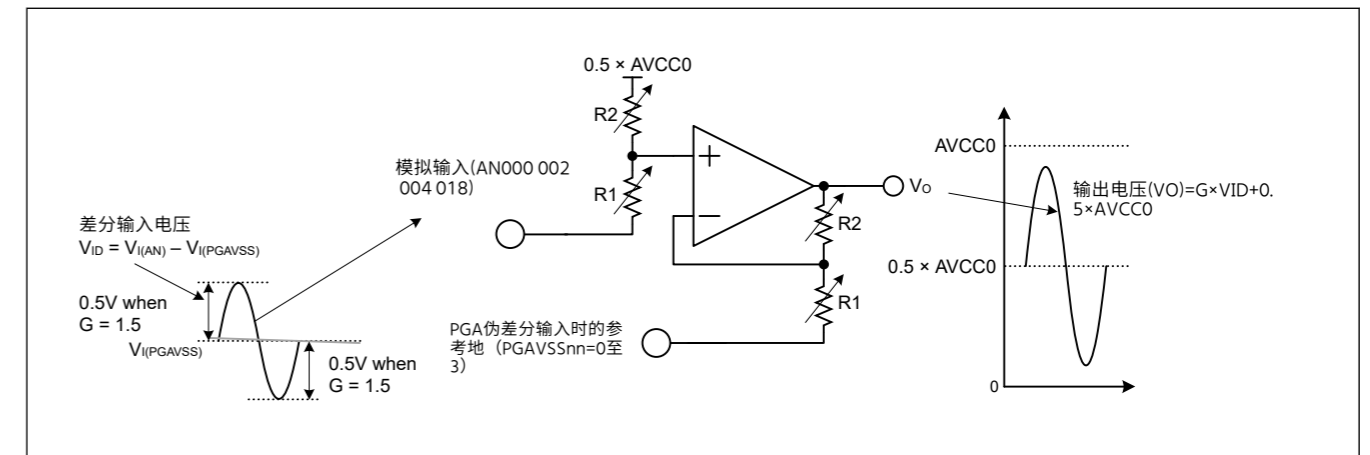 0.5 × AVCC0
R2
模拟输入(AN000 002
004 018)
R1
差分输入电压
VID = VI(AN) – VI(PGAVSS)
0.5V when
G = 1.5
VI(PGAVSS)
0.5V when
G = 1.5
+
−
VO
R2
R1
PGA伪差分输入时的参
考地（PGAVSSnn=0至
3）
AVCC0
输出电压(VO)=G×VID+0.
5×AVCC0
0.5 × AVCC0
0